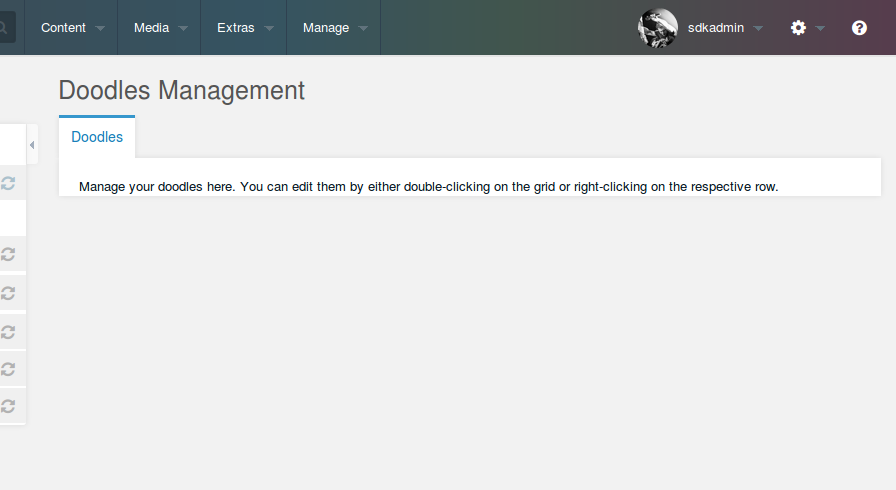 Content Media Extras Manage sdkadmin
Doodles Management
Doodles
Manage your doodles here. You can edit them by either double-clicking on the grid or right-clicking on the respective row.